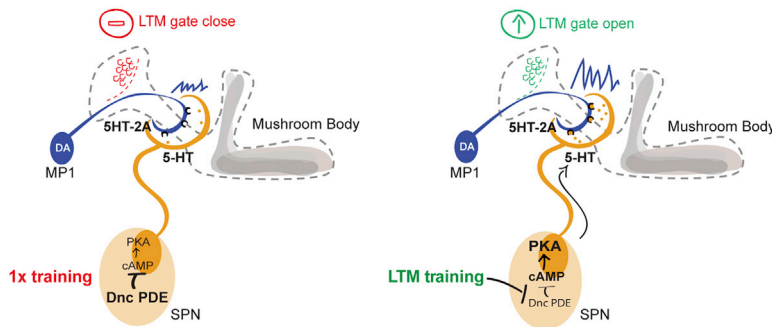 LTM gate close
5HT-2A
5-HT
Mushroom Body
DA
MP1
PKA
cAMP
Dnc PDE
1x training
SPN
LTM gate open
5HT-2A
5-HT
Mushroom Body
DA
MP1
PKA
cAMP
Dnc PDE
LTM training
SPN